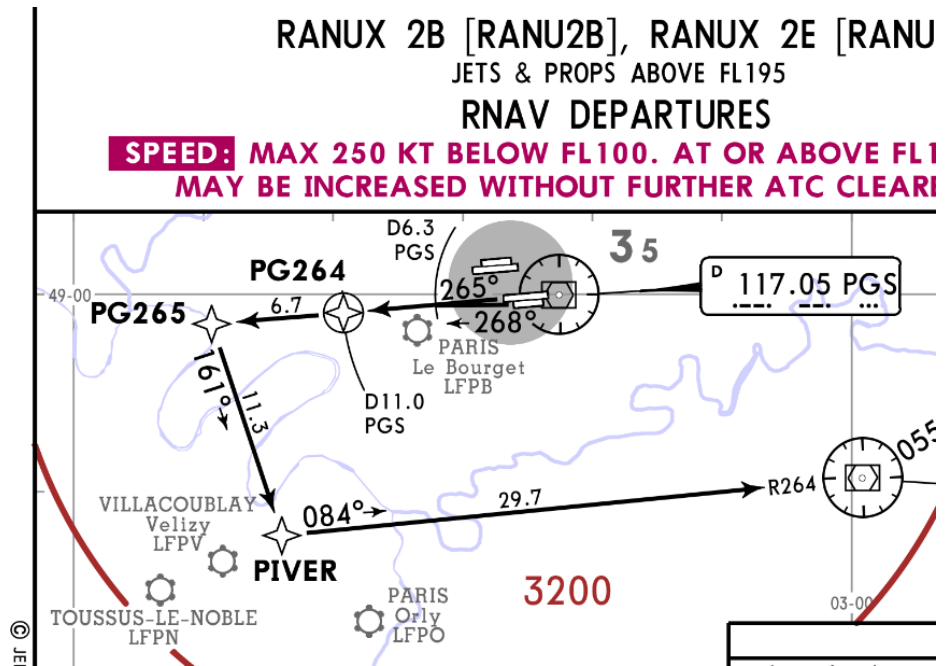 RANUX 2B [RANU2B], RANUX 2E [RANU
JETS & PROPS ABOVE FL195
RNAV DEPARTURES
SPEED: MAX 250 KT BELOW FL100. AT OR ABOVE FL1
MAY BE INCREASED WITHOUT FURTHER ATC CLEARE
D6.3
PGS
35
PG264
D 117.05 PGS
49-00
265°
6.7
PG265
268°
PARIS
Le Bourget
LFPB
161°
11.3
D11.0
PGS
055
R264
VILLACOUBLAY
Velizy
LFPV
084°
29.7
PIVER
3200
TOUSSUS-LE-NOBLE
LFPN
PARIS
Orly
LFPO
03-00
© JE